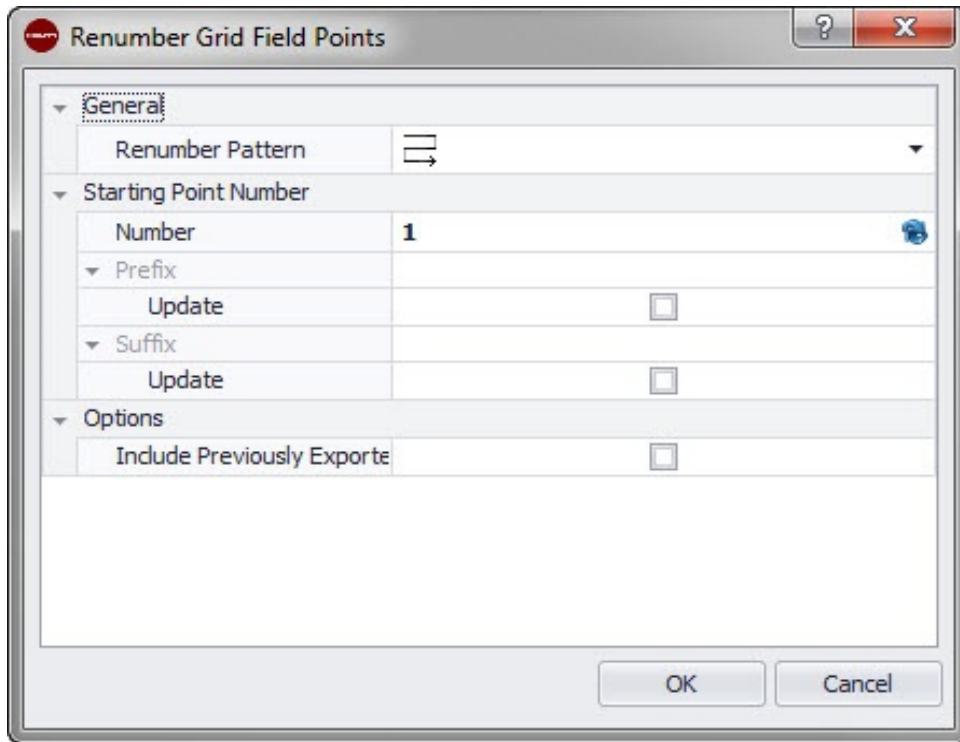 Renumber Grid Field Points
?
X
General
Renumber Pattern
Starting Point Number
Number 1
Prefix
Update
Suffix
Update
Options
Include Previously Exporte
OK Cancel